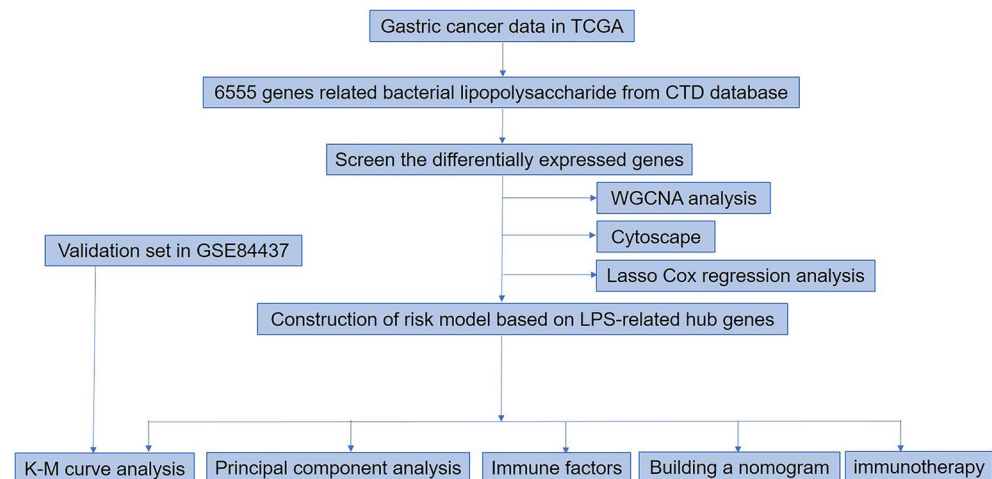 Gastric cancer data in TCGA
6555 genes related bacterial lipopolysaccharide from CTD database
Screen the differentially expressed genes
WGCNA analysis
Cytoscape
Validation set in GSE84437
Lasso Cox regression analysis
Construction of risk model based on LPS-related hub genes
K-M curve analysis
Principal component analysis
Immune factors
Building a nomogram
immunotherapy